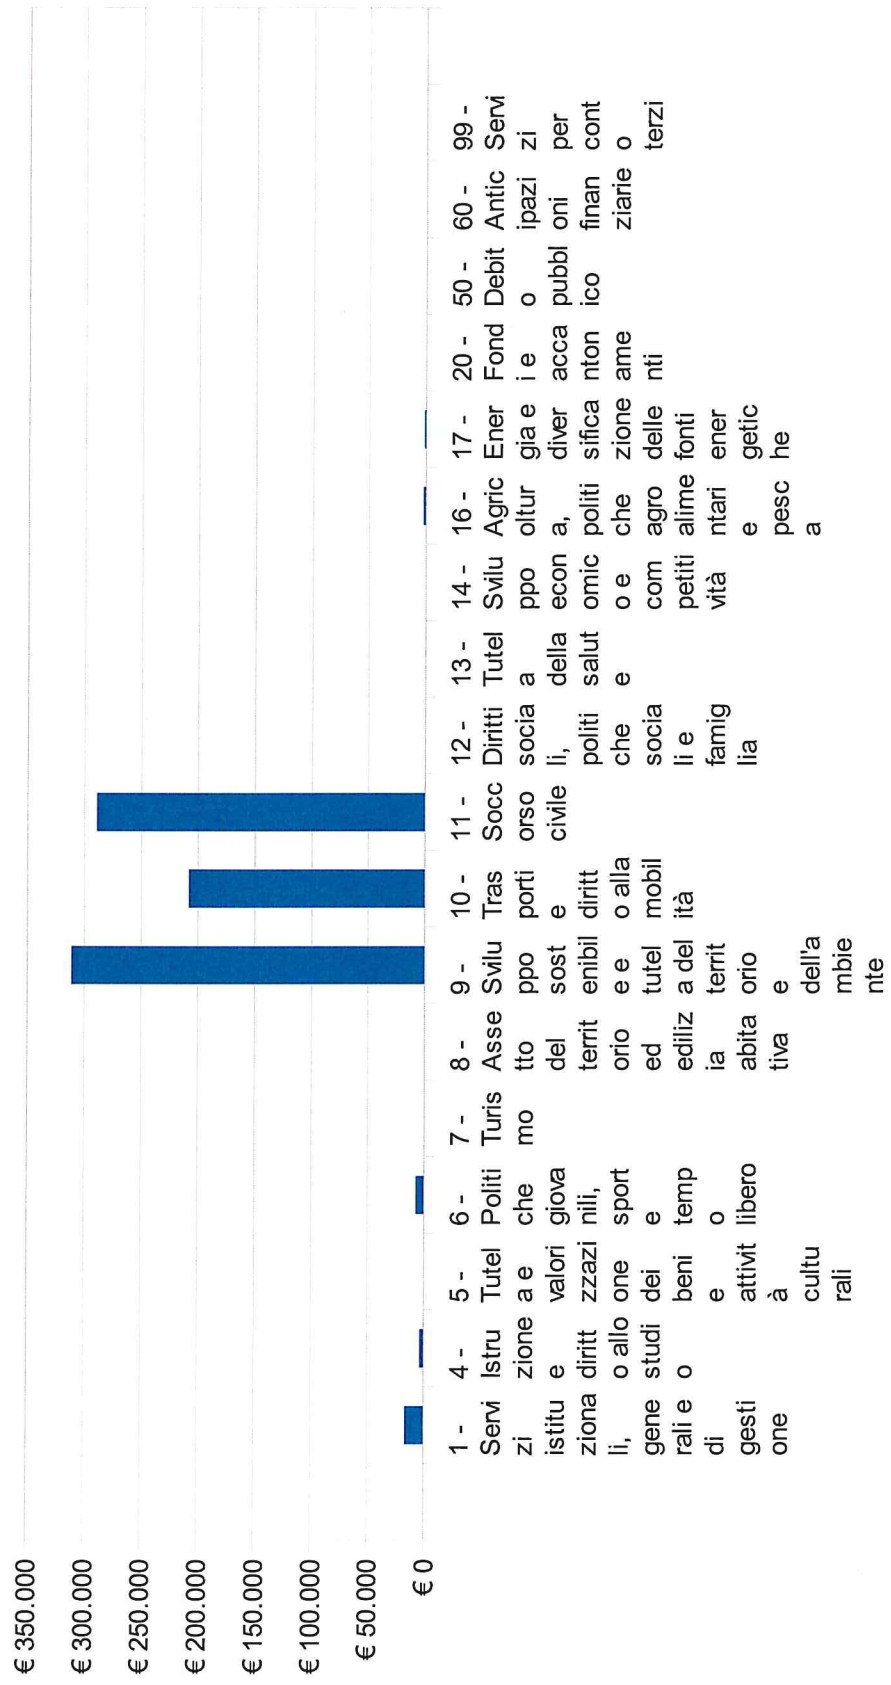 € 350.000
€ 300.000
€ 250.000
€ 200.000
€ 150.000
€ 100.000
€ 50.000
€ 0
1 -
Servi
zi
istitu
ziona
li,
gene
rali e
di
gesti
one
4 -
Istru
zione
e
diritt
o allo
studi
o
5 -
Tutel
a e
valori
zzazi
one
dei
beni
e
attivit
à
cultu
rali
6 -
Politi
che
giova
nili,
sport
e
temp
o
libero
7 -
Turis
mo
8 -
Asse
tto
del
territ
orio
ed
ediliz
ia
abita
tiva
9 -
Svilu
ppo
sost
enibil
e e
tutel
a del
territ
orio
e
dell'a
mbie
nte
10 -
Tras
porti
e
diritt
o alla
mobil
ità
11 -
Socc
orso
civile
12 -
Diritti
socia
li,
politi
che
socia
li e
famig
lia
13 -
Tutel
a
della
salut
e
14 -
Svilu
ppo
econ
omic
o e
com
petiti
vità
16 -
Agric
oltur
a,
politi
che
agro
alime
ntari
e
pesc
a
17 -
Ener
gia e
diver
sifica
zione
delle
fonti
ener
getic
he
20 -
Fond
i e
acca
nton
ame
nti
50 -
Debit
o
pubbl
ico
60 -
Antic
ipazi
oni
finan
ziarie
99 -
Servi
zi
per
cont
o
terzi